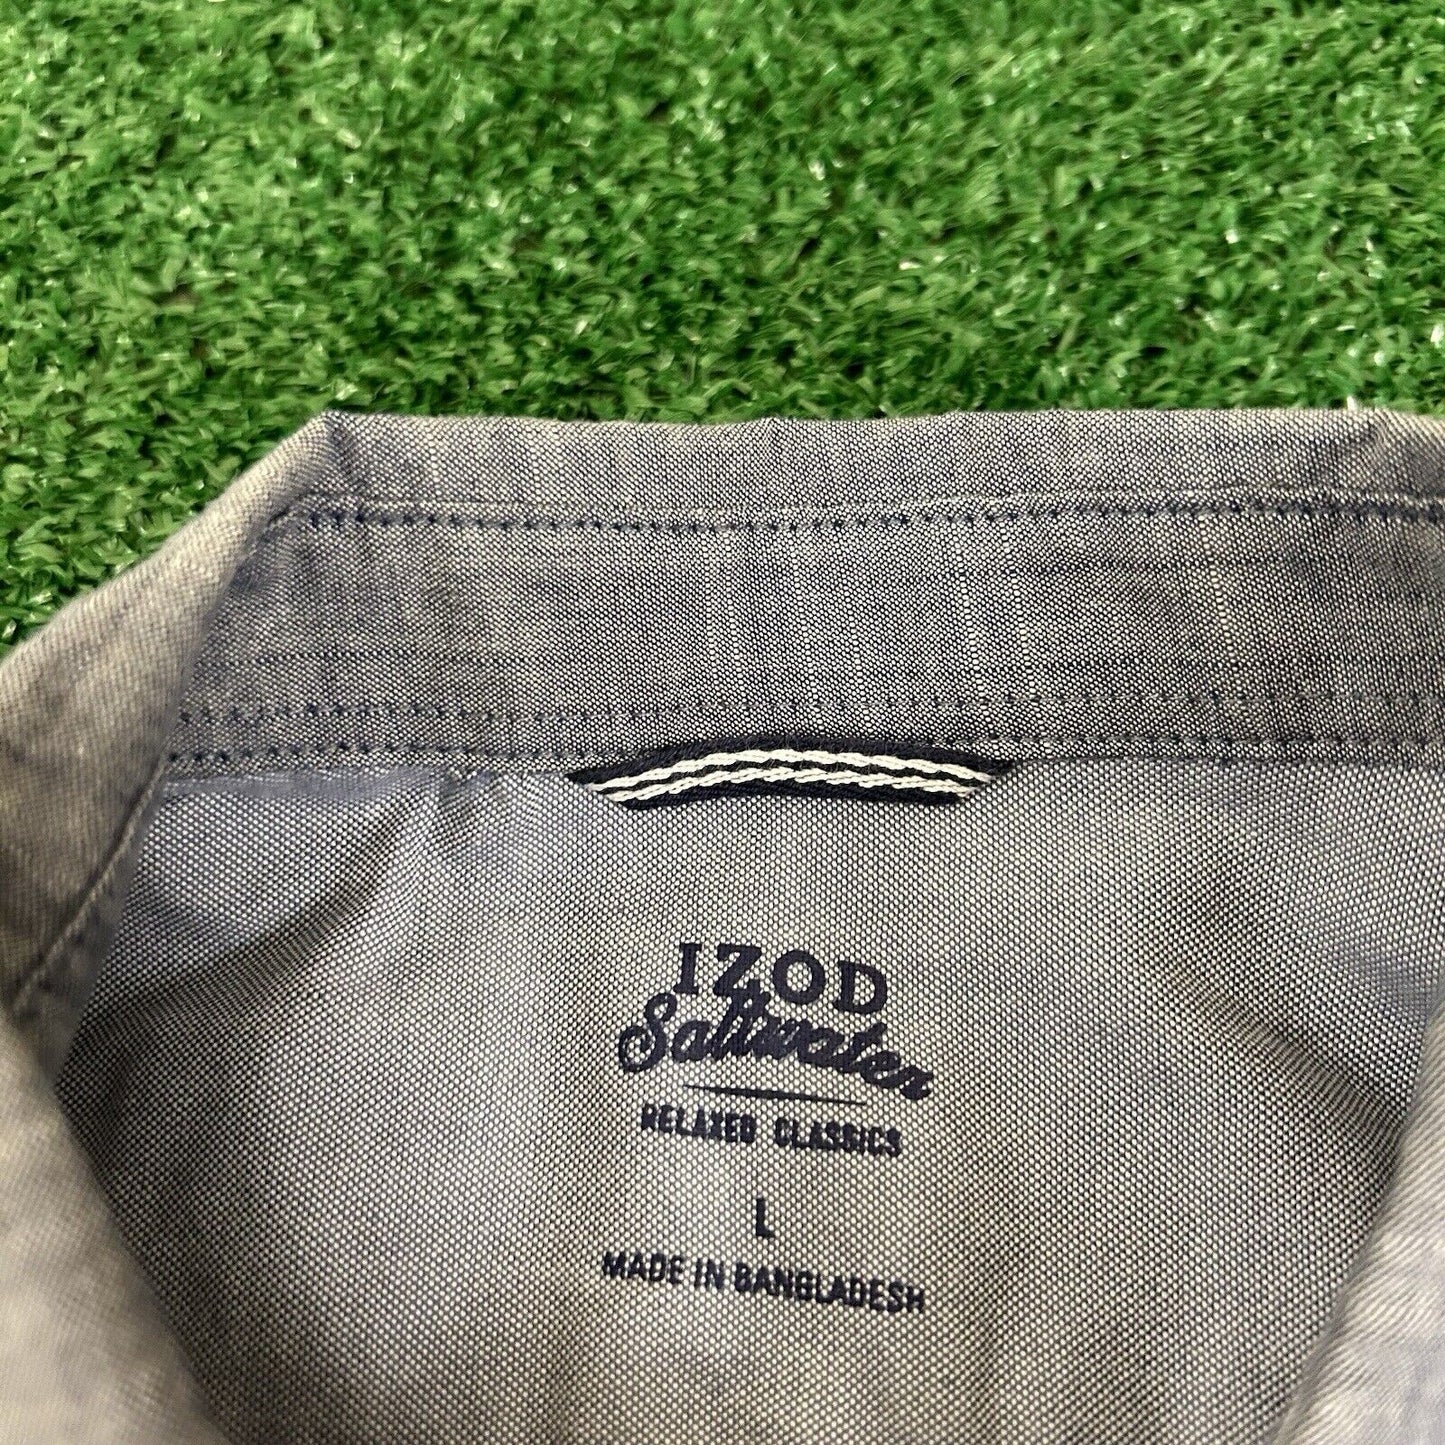 IZOD
Saltwater
RELAXED CLASSICS
L
MADE IN BANGLADESH